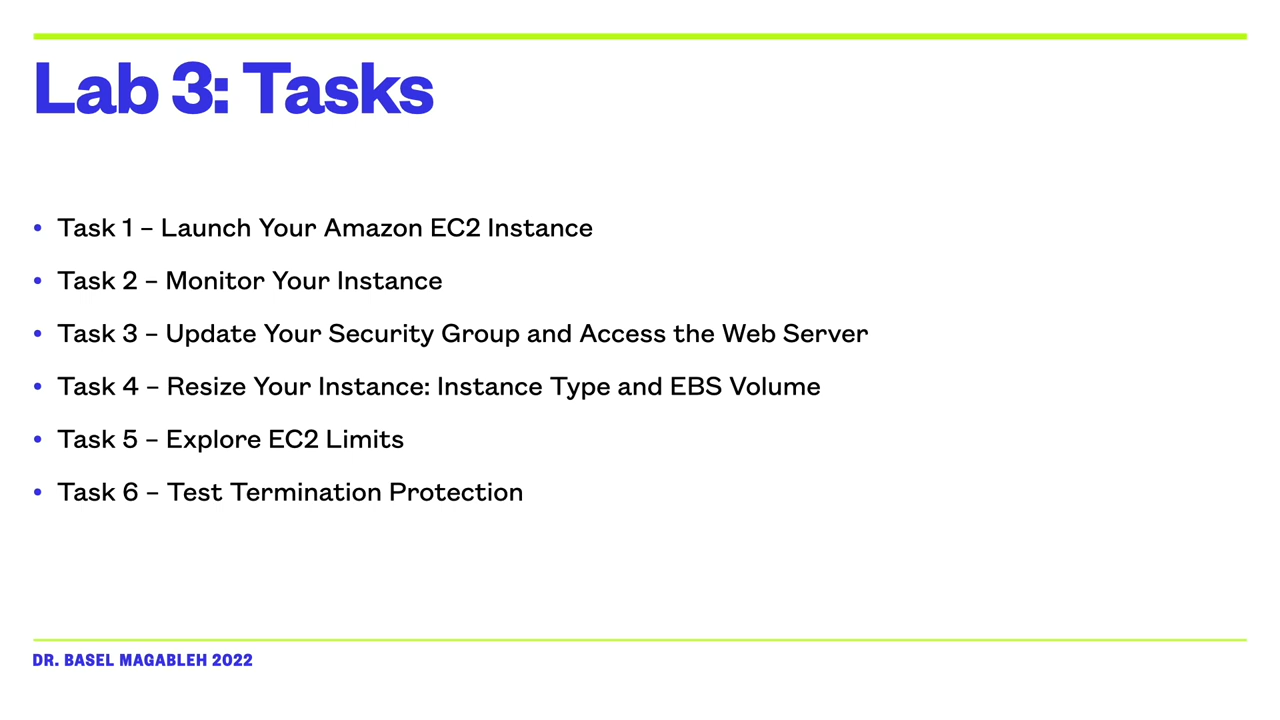 Lab 3: Tasks
• Task 1 – Launch Your Amazon EC2 Instance
• Task 2 – Monitor Your Instance
• Task 3 – Update Your Security Group and Access the Web Server
• Task 4 – Resize Your Instance: Instance Type and EBS Volume
• Task 5 – Explore EC2 Limits
• Task 6 – Test Termination Protection
DR. BASEL MAGABLEH 2022